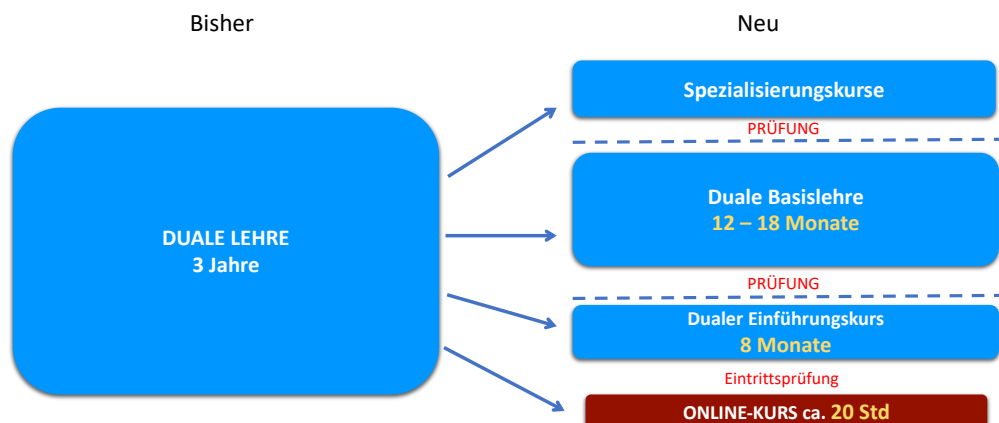 Bisher
Neu
DUALE LEHRE
3 Jahre
Spezialisierungskurse
PRÜFUNG
Duale Basislehre
12 – 18 Monate
PRÜFUNG
Dualer Einführungskurs
8 Monate
Eintrittsprüfung
ONLINE-KURS ca. 20 Std